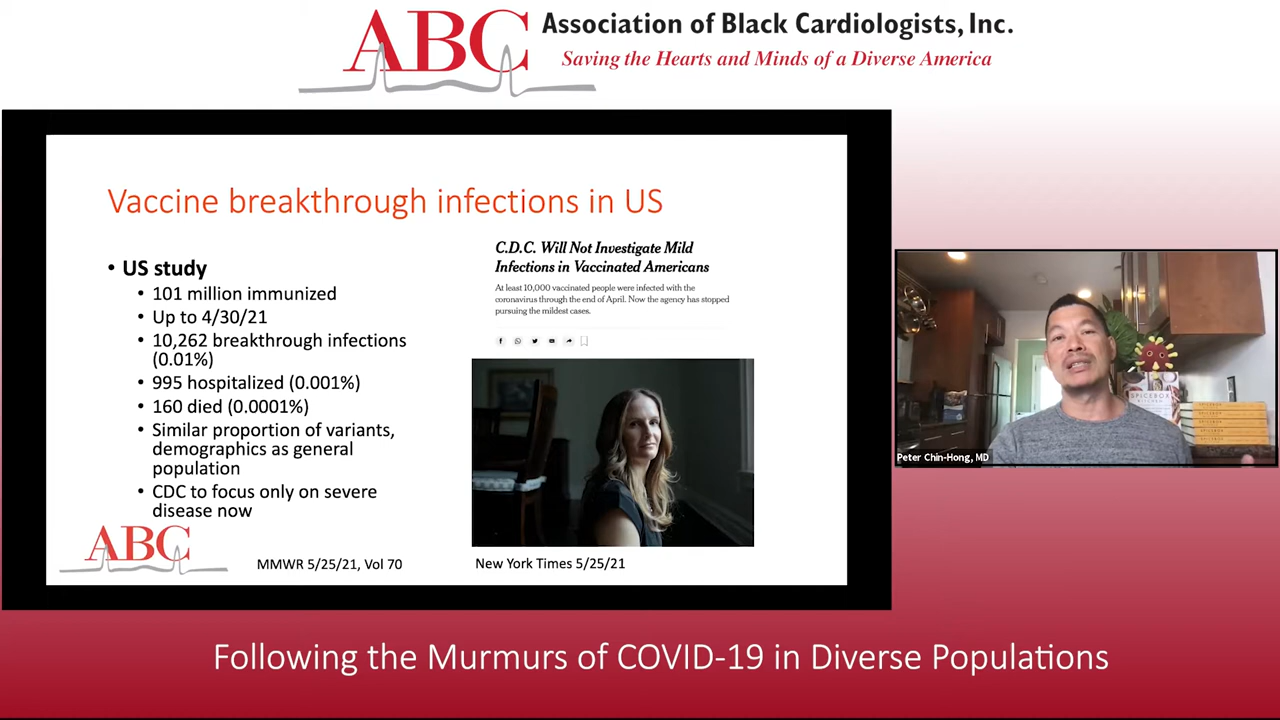 ABC
Association of Black Cardiologists, Inc.
Saving the Hearts and Minds of a Diverse America
Vaccine breakthrough infections in US
• US study
• 101 million immunized
• Up to 4/30/21
• 10,262 breakthrough infections
(0.01%)
• 995 hospitalized (0.001%)
• 160 died (0.0001%)
• Similar proportion of variants,
demographics as general
population
• CDC to focus only on severe
disease now
ABC
MMWR 5/25/21, Vol 70
C.D.C. Will Not Investigate Mild
Infections in Vaccinated Americans
At least 10,000 vaccinated people were infected with the
coronavirus through the end of April. Now the agency has stopped
pursuing the mildest cases.
New York Times 5/25/21
SPICEBOX
Peter Chin-Hong, MD
Following the Murmurs of COVID-19 in Diverse Populations